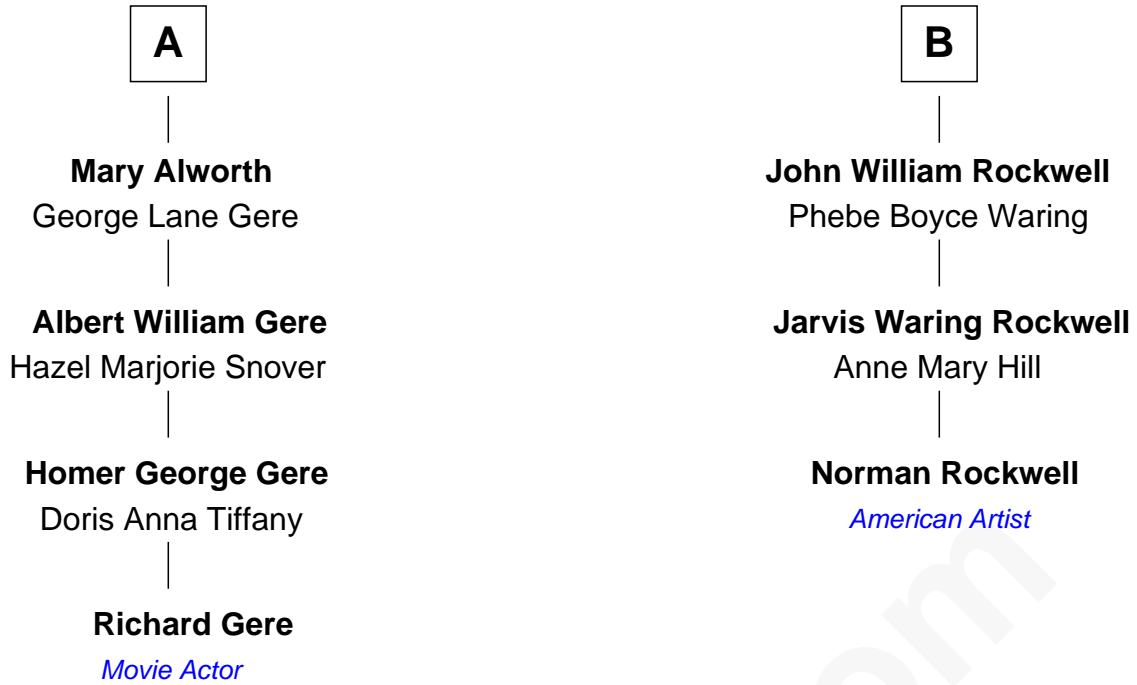 A
Mary Alworth
George Lane Gere
Albert William Gere
Hazel Marjorie Snover
Homer George Gere
Doris Anna Tiffany
Richard Gere
Movie Actor
B
John William Rockwell
Phebe Boyce Waring
Jarvis Waring Rockwell
Anne Mary Hill
Norman Rockwell
American Artist
om